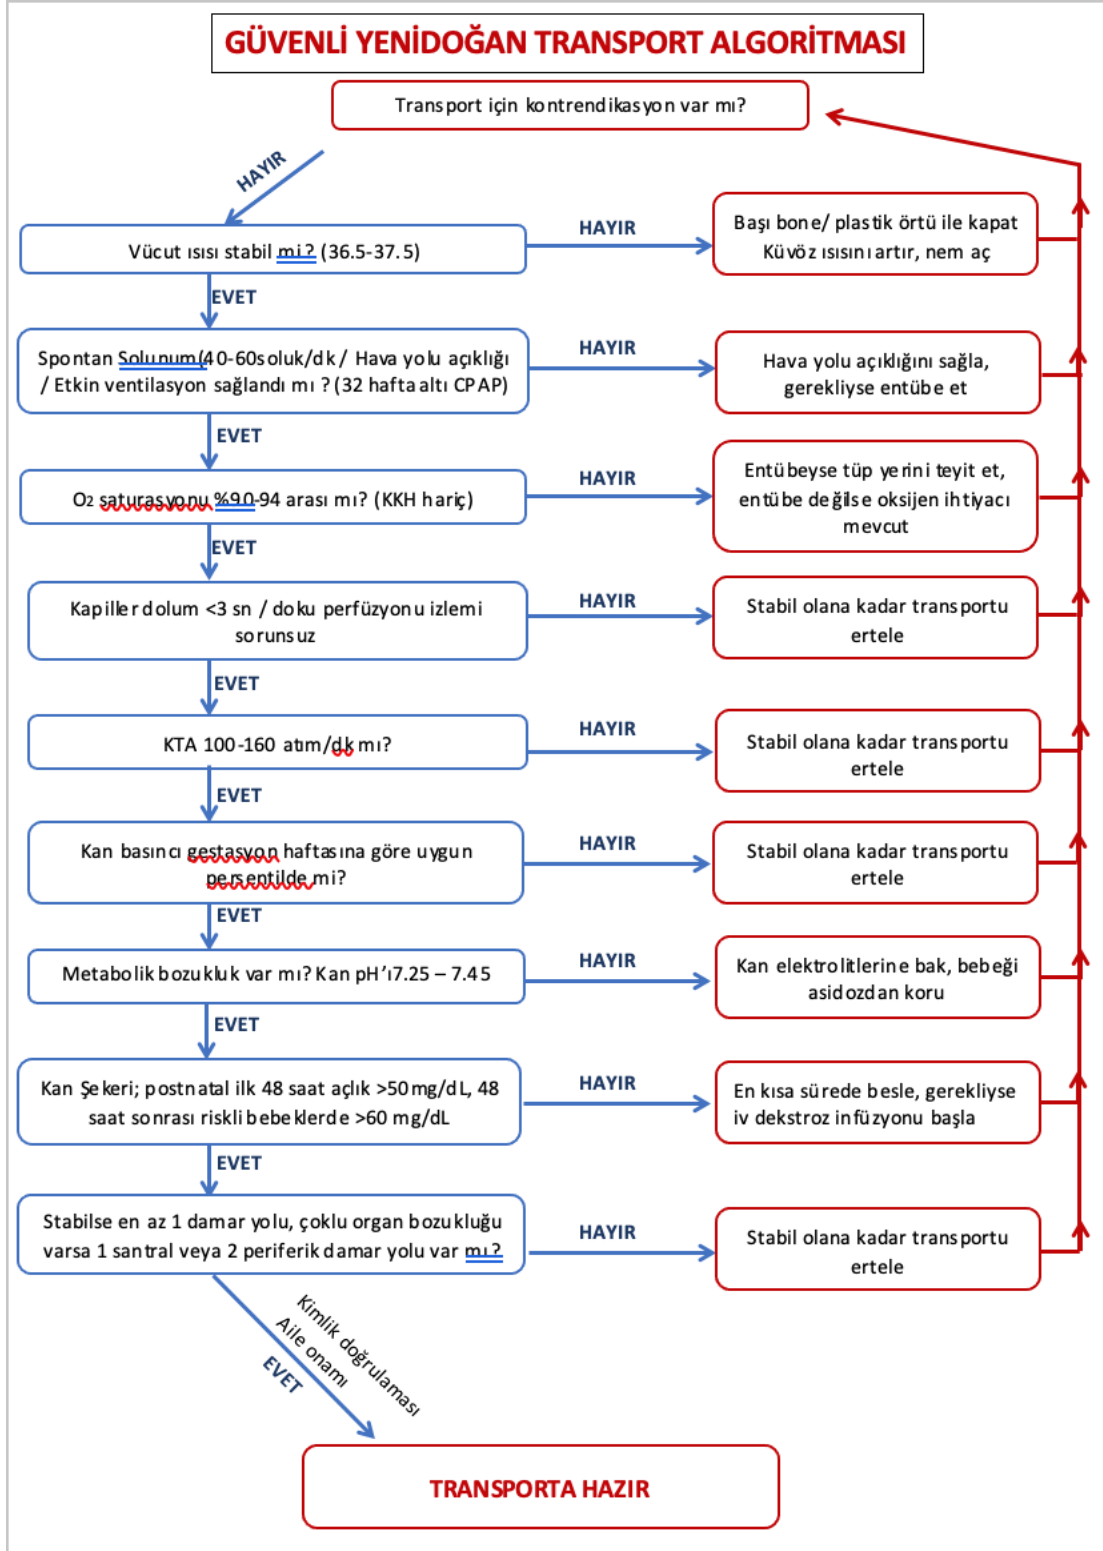 GÜVENLİ YENİDOĞAN TRANSPORT ALGORİTMASI
Transport için kontrendikasyon var mı?
HAYIR
Vücut ısısı stabil mi? (36.5-37.5)
HAYIR
Başı bone/ plastik örtü ile kapat
Küvöz ısısını artır, nem aç
EVET
Spontan Solunum(40-60soluk/dk / Hava yolu açıklığı
/ Etkin ventilasyon sağlandı mı ? (32 hafta altı CPAP)
HAYIR
Hava yolu açıklığını sağla,
gerekliyse entübe et
EVET
O2 saturasyonu %90-94 arası mı? (KKH hariç)
HAYIR
Entübeyse tüp yerini teyit et,
entübe değilse oksijen ihtiyacı
mevcut
EVET
Kapiller dolum <3 sn / doku perfüzyonu izlemi
sorunsuz
HAYIR
Stabil olana kadar transportu
ertele
EVET
KTA 100-160 atım/dk mı?
HAYIR
Stabil olana kadar transportu
ertele
EVET
Kan basıncı gestasyon haftasına göre uygun
persentilde mi?
HAYIR
Stabil olana kadar transportu
ertele
EVET
Metabolik bozukluk var mı? Kan pH’ı7.25 – 7.45
HAYIR
Kan elektrolitlerine bak, bebeği
asidozdan koru
EVET
Kan Şekeri; postnatal ilk 48 saat açlık >50mg/dL, 48
saat sonrası riskli bebeklerde >60 mg/dL
HAYIR
En kısa sürede besle, gerekliyse
iv dekstroz infüzyonu başla
EVET
Stabilse en az 1 damar yolu, çoklu organ bozukluğu
varsa 1 santral veya 2 periferik damar yolu var mı?
HAYIR
Stabil olana kadar transportu
ertele
Kimlik doğrulaması
Aile onamı
EVET
TRANSPORTA HAZIR